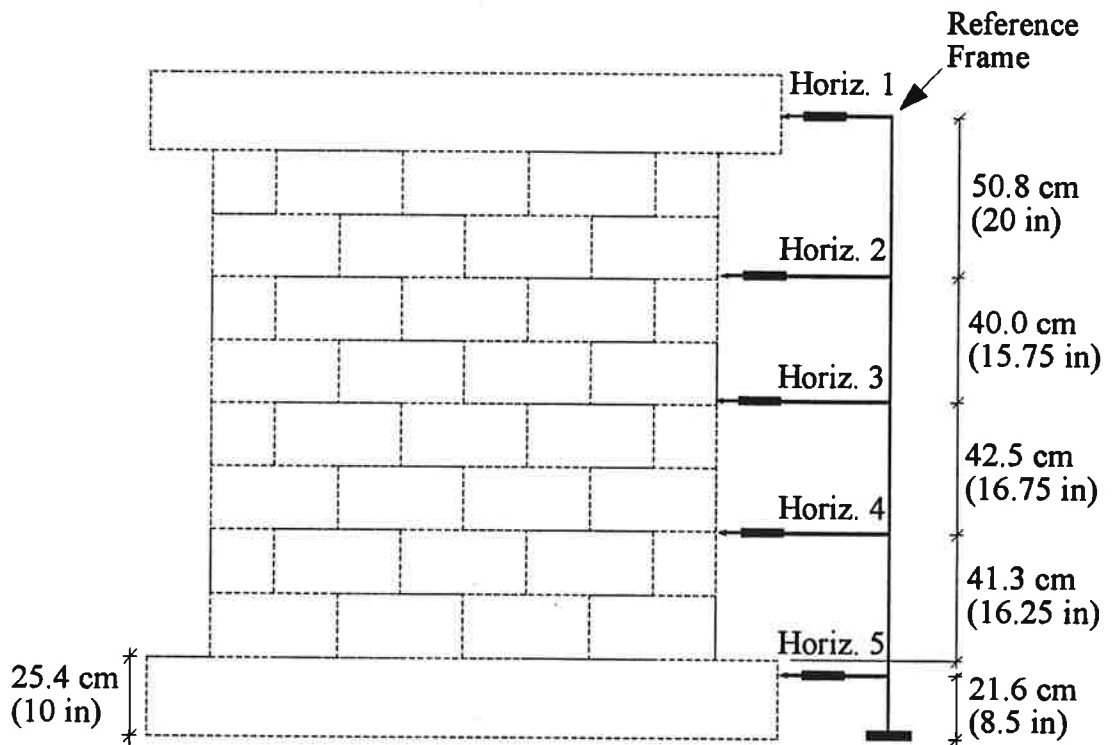 Reference
Frame
Horiz. 1
50.8 cm
(20 in)
Horiz. 2
40.0 cm
(15.75 in)
Horiz. 3
42.5 cm
(16.75 in)
Horiz. 4
41.3 cm
(16.25 in)
Horiz. 5
25.4 cm
(10 in)
21.6 cm
(8.5 in)